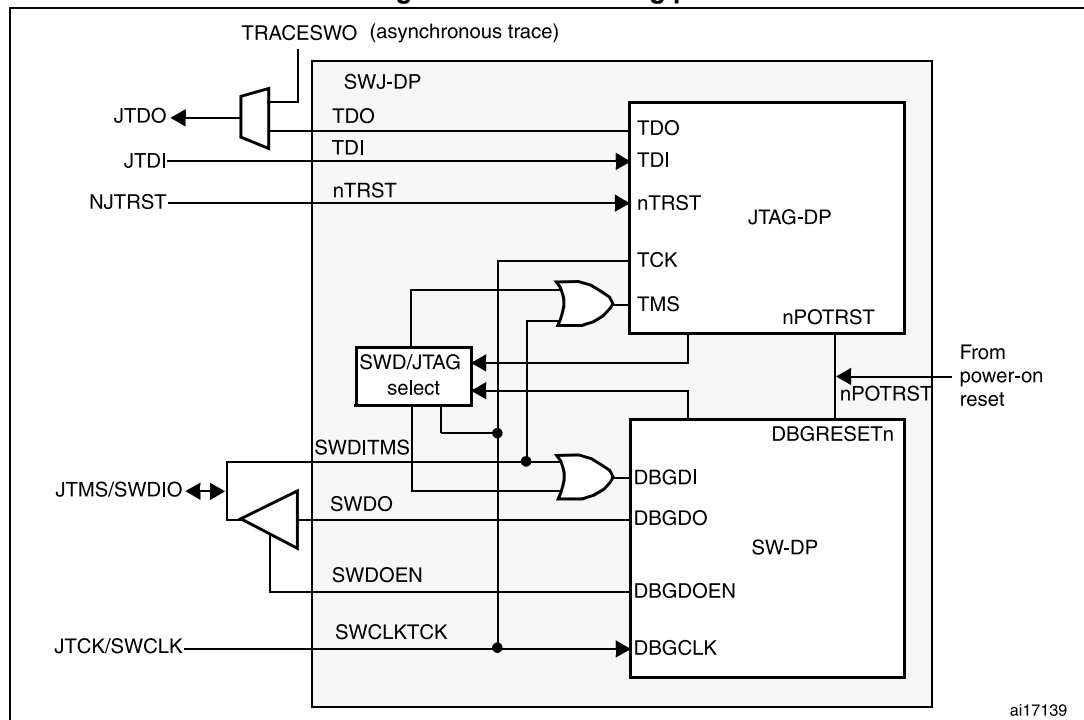 TRACESWO (asynchronous trace)
SWJ-DP
JTDO
TDO
TDO
JTDI
TDI
TDI
NJTRST
nTRST
nTRST
JTAG-DP
TCK
TMS
nPOTRST
SWD/JTAG
select
From
power-on
reset
nPOTRST
DBGRESETn
SWDITMS
DBGDI
JTMS/SWDIO
SWDO
DBGDO
SW-DP
SWDOEN
DBGDOEN
JTCK/SWCLK
SWCLKTCK
DBGCLK
ai17139